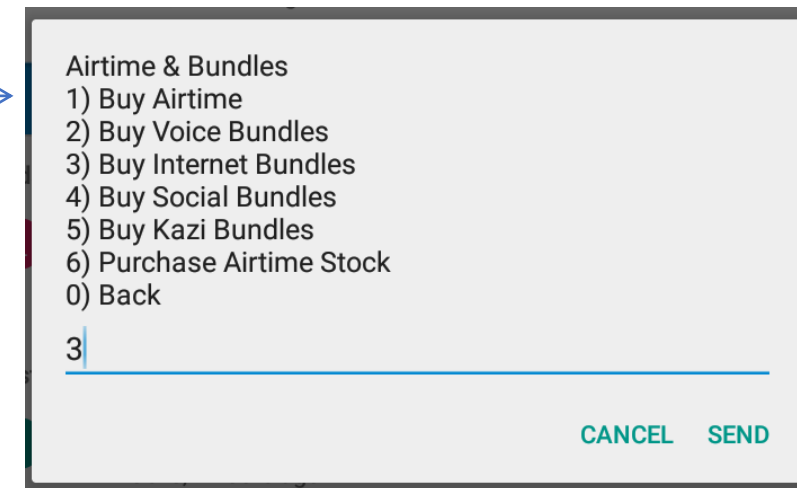 Airtime & Bundles
1) Buy Airtime
2) Buy Voice Bundles
3) Buy Internet Bundles
4) Buy Social Bundles
5) Buy Kazi Bundles
6) Purchase Airtime Stock
0) Back
3
CANCEL SEND